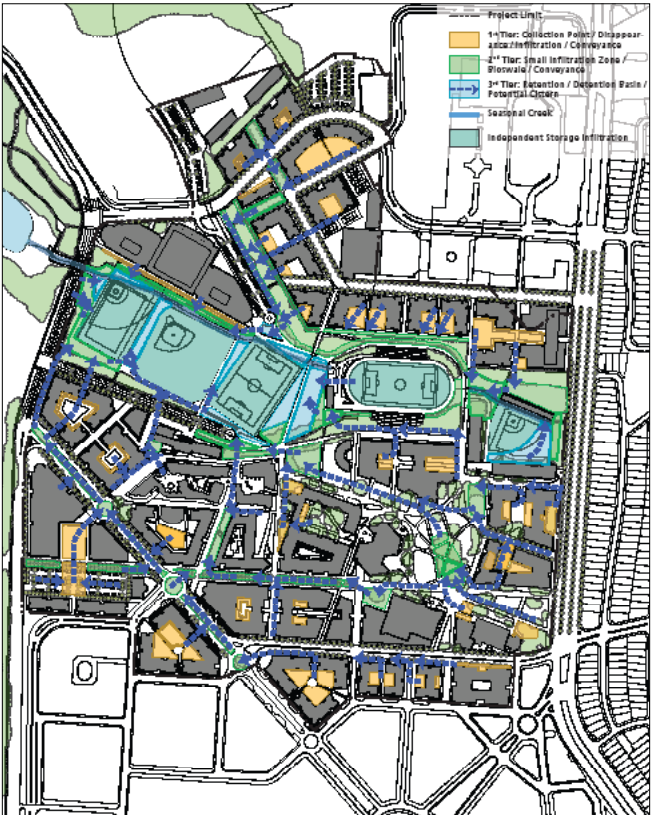 Project Limit
1st Tier: Collection Point / Disappear-
ance / Infiltration / Conveyance
2nd Tier: Small Infiltration Zone /
Bioswale / Conveyance
3rd Tier: Retention / Detention Basin /
Potential Cistern
Seasonal Creek
Independent Storage Infiltration